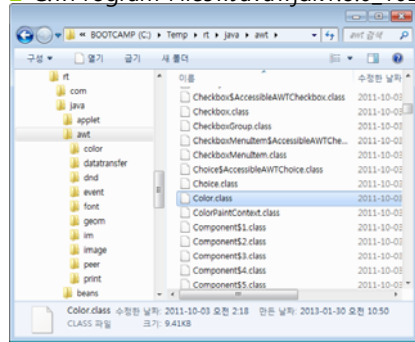 « BOOTCAMP (C:) ▸ Temp ▸ rt ▸ java ▸ awt ▸
awt 검색
구성 ▾ 열기 굽기 새 폴더
rt
com
java
applet
awt
color
datatransfer
dnd
event
font
geom
im
image
peer
print
beans
이름 수정한 날짜
Checkbox$AccessibleAWTCheckbox.class 2011-10-03
Checkbox.class 2011-10-03
CheckboxGroup.class 2011-10-03
CheckboxMenuItem$AccessibleAWTChe... 2011-10-03
CheckboxMenuItem.class 2011-10-03
Choice$AccessibleAWTChoice.class 2011-10-03
Choice.class 2011-10-03
Color.class 2011-10-03
ColorPaintContext.class 2011-10-03
Component$1.class 2011-10-03
Component$2.class 2011-10-03
Component$3.class 2011-10-03
Component$4.class 2011-10-03
Component$5.class 2011-10-03
Color.class 수정한 날짜: 2011-10-03 오전 2:18 만든 날짜: 2013-01-30 오전 10:50
CLASS 파일 크기: 9.41KB